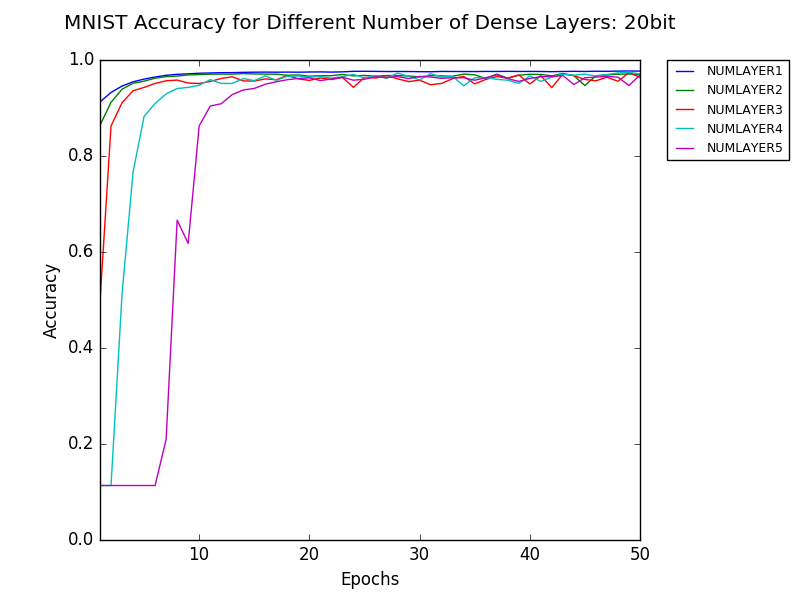 MNIST Accuracy for Different Number of Dense Layers: 20bit
1.0
0.8
0.6
0.4
0.2
0.0
Accuracy
10 20 30 40 50
Epochs
NUMLAYER1
NUMLAYER2
NUMLAYER3
NUMLAYER4
NUMLAYER5